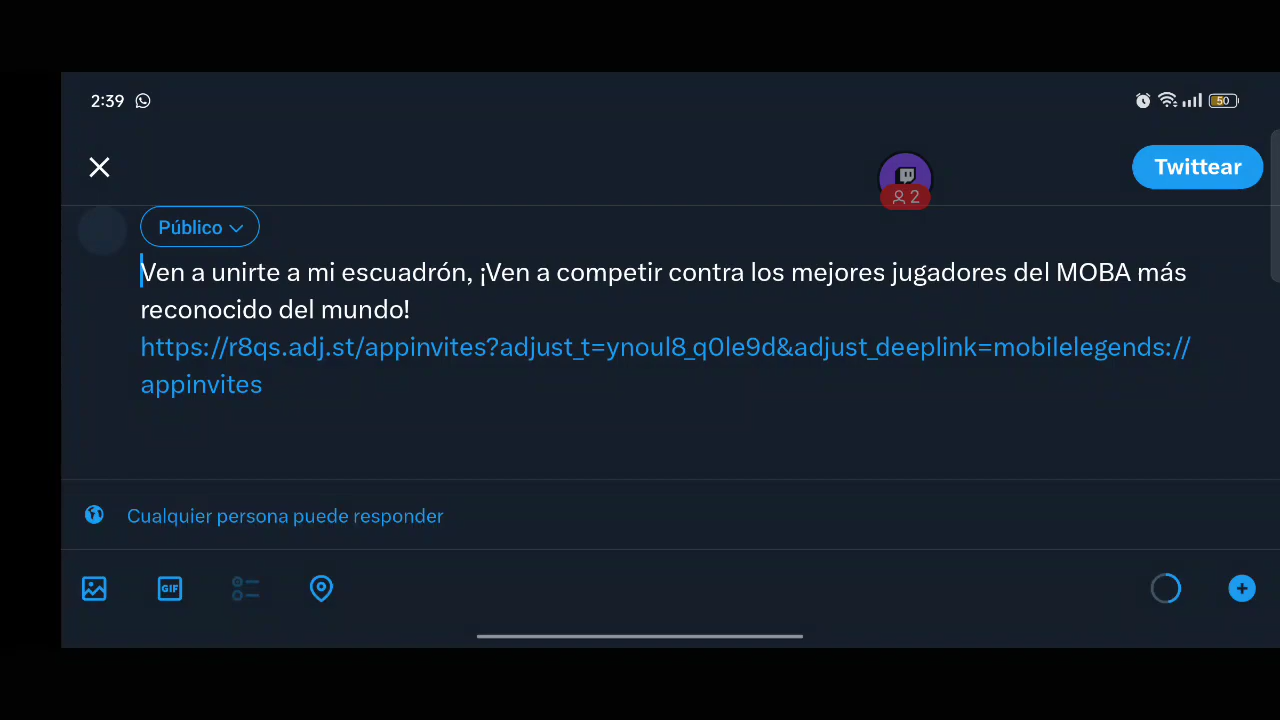 2:39
50
Twittear
2
Público
Ven a unirte a mi escuadrón, ¡Ven a competir contra los mejores jugadores del MOBA más
reconocido del mundo!
https://r8qs.adj.st/appinvites?adjust_t=ynoul8_q0le9d&adjust_deeplink=mobilelegends://
appinvites
Cualquier persona puede responder
GIF